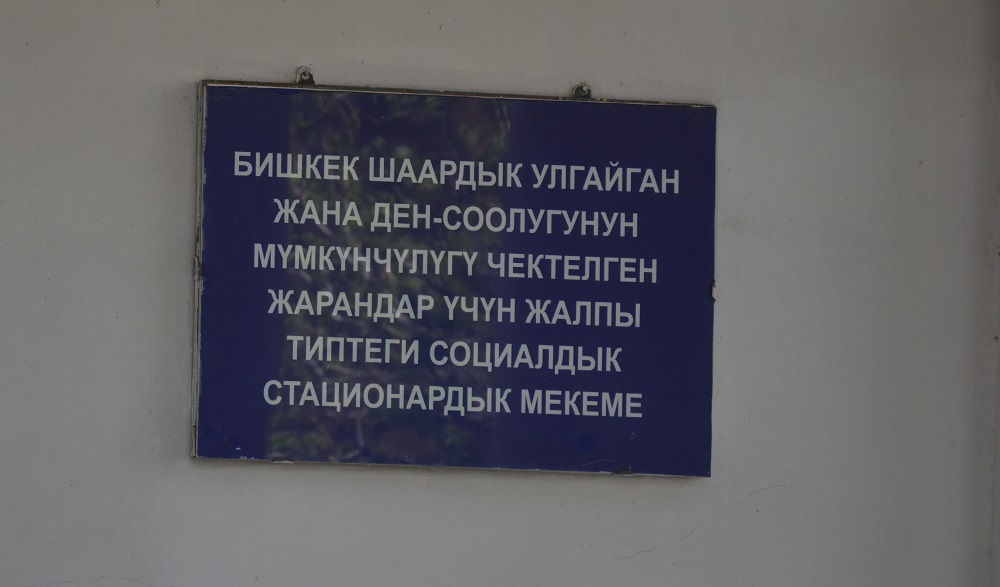 БИШКЕК ШААРДЫК УЛГАЙГАН
ЖАНА ДЕН-СООЛУГУНУН
МҮМКҮНЧҮЛҮГҮ ЧЕКТЕЛГЕН
ЖАРАНДАР ҮЧҮН ЖАЛПЫ
ТИПТЕГИ СОЦИАЛДЫК
СТАЦИОНАРДЫК МЕКЕМЕ